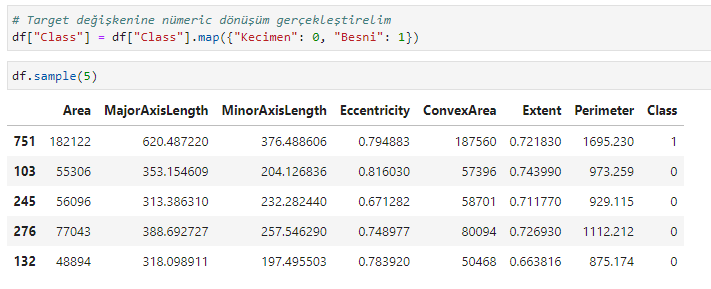 # Target değişkenine nümeric dönüşüm gerçekleştirelim
df["Class"] = df["Class"].map({"Kecimen": 0, "Besni": 1})
df.sample(5)
Area MajorAxisLength MinorAxisLength Eccentricity ConvexArea Extent Perimeter Class
751 182122 620.487220 376.488606 0.794883 187560 0.721830 1695.230 1
103 55306 353.154609 204.126836 0.816030 57396 0.743990 973.259 0
245 56096 313.386310 232.282440 0.671282 58701 0.711770 929.115 0
276 77043 388.692727 257.546290 0.748977 80094 0.726930 1112.212 0
132 48894 318.098911 197.495503 0.783920 50468 0.663816 875.174 0